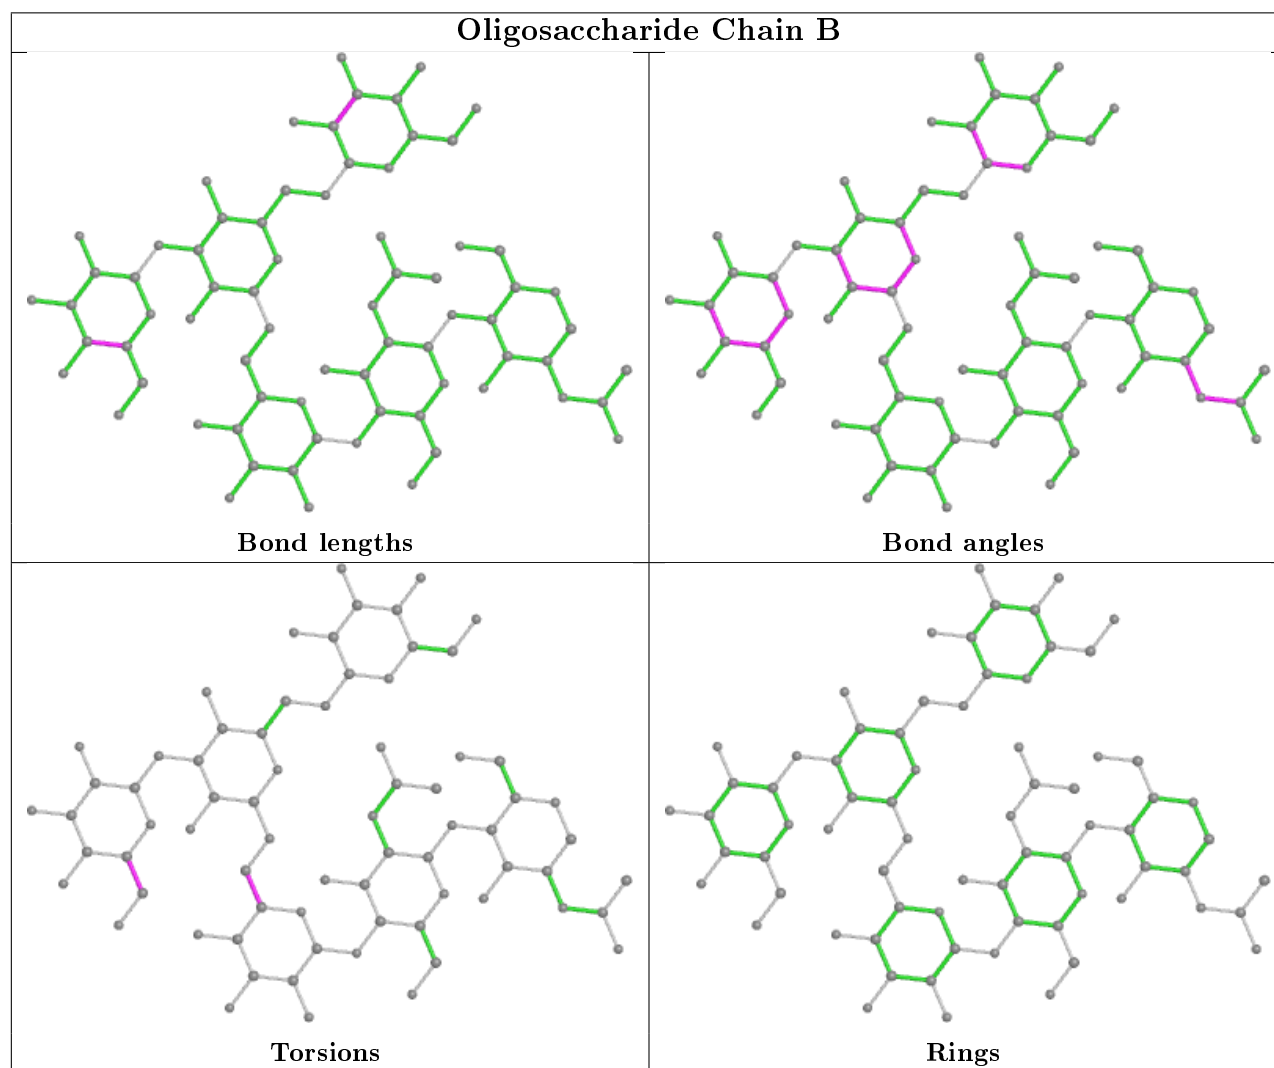 Oligosaccharide Chain B
Bond lengths
Bond angles
Torsions
Rings